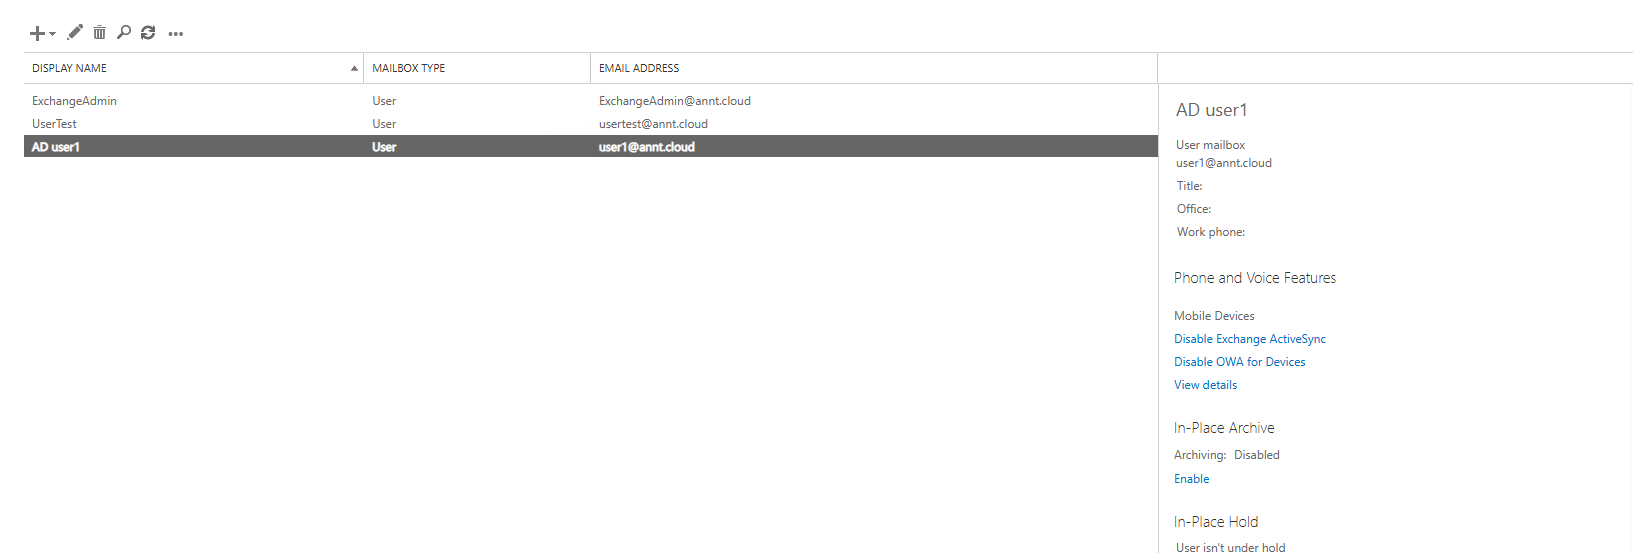 DISPLAY NAME MAILBOX TYPE EMAIL ADDRESS
ExchangeAdmin User ExchangeAdmin@annt.cloud
UserTest User usertest@annt.cloud
AD user1 User user1@annt.cloud
AD user1
User mailbox
user1@annt.cloud
Title:
Office:
Work phone:
Phone and Voice Features
Mobile Devices
Disable Exchange ActiveSync
Disable OWA for Devices
View details
In-Place Archive
Archiving: Disabled
Enable
In-Place Hold
User isn't under hold